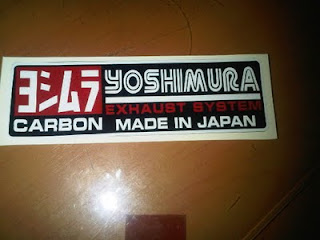 ヨシムラ YOSHIMURA
EXHAUST SYSTEM
CARBON MADE IN JAPAN